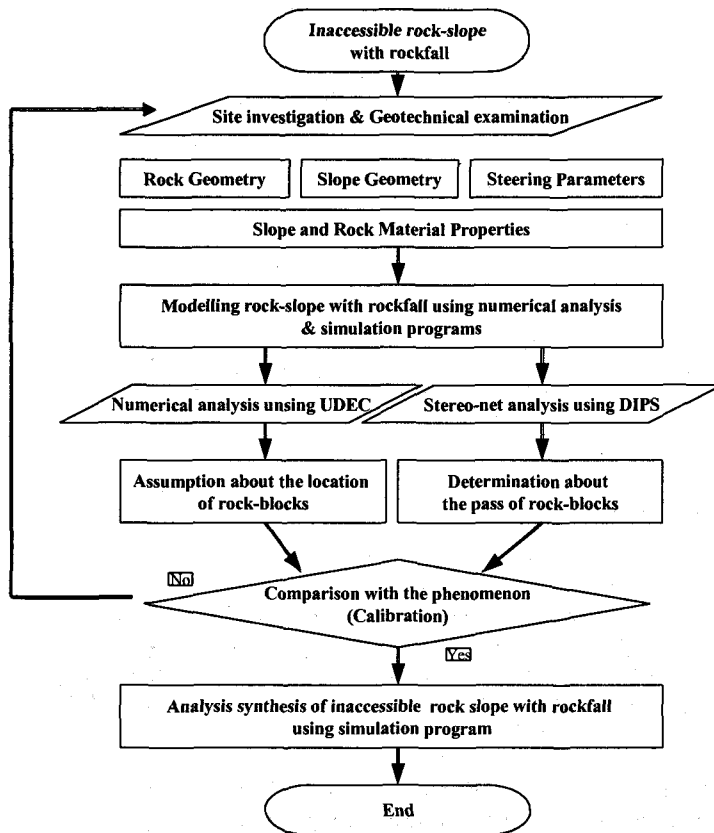 Inaccessible rock-slope
with rockfall
Site investigation & Geotechnical examination
Rock Geometry
Slope Geometry
Steering Parameters
Slope and Rock Material Properties
Modelling rock-slope with rockfall using numerical analysis
& simulation programs
Numerical analysis unsing UDEC
Stereo-net analysis using DIPS
Assumption about the location
of rock-blocks
Determination about
the pass of rock-blocks
No
Comparison with the phenomenon
(Calibration)
Yes
Analysis synthesis of inaccessible rock slope with rockfall
using simulation program
End